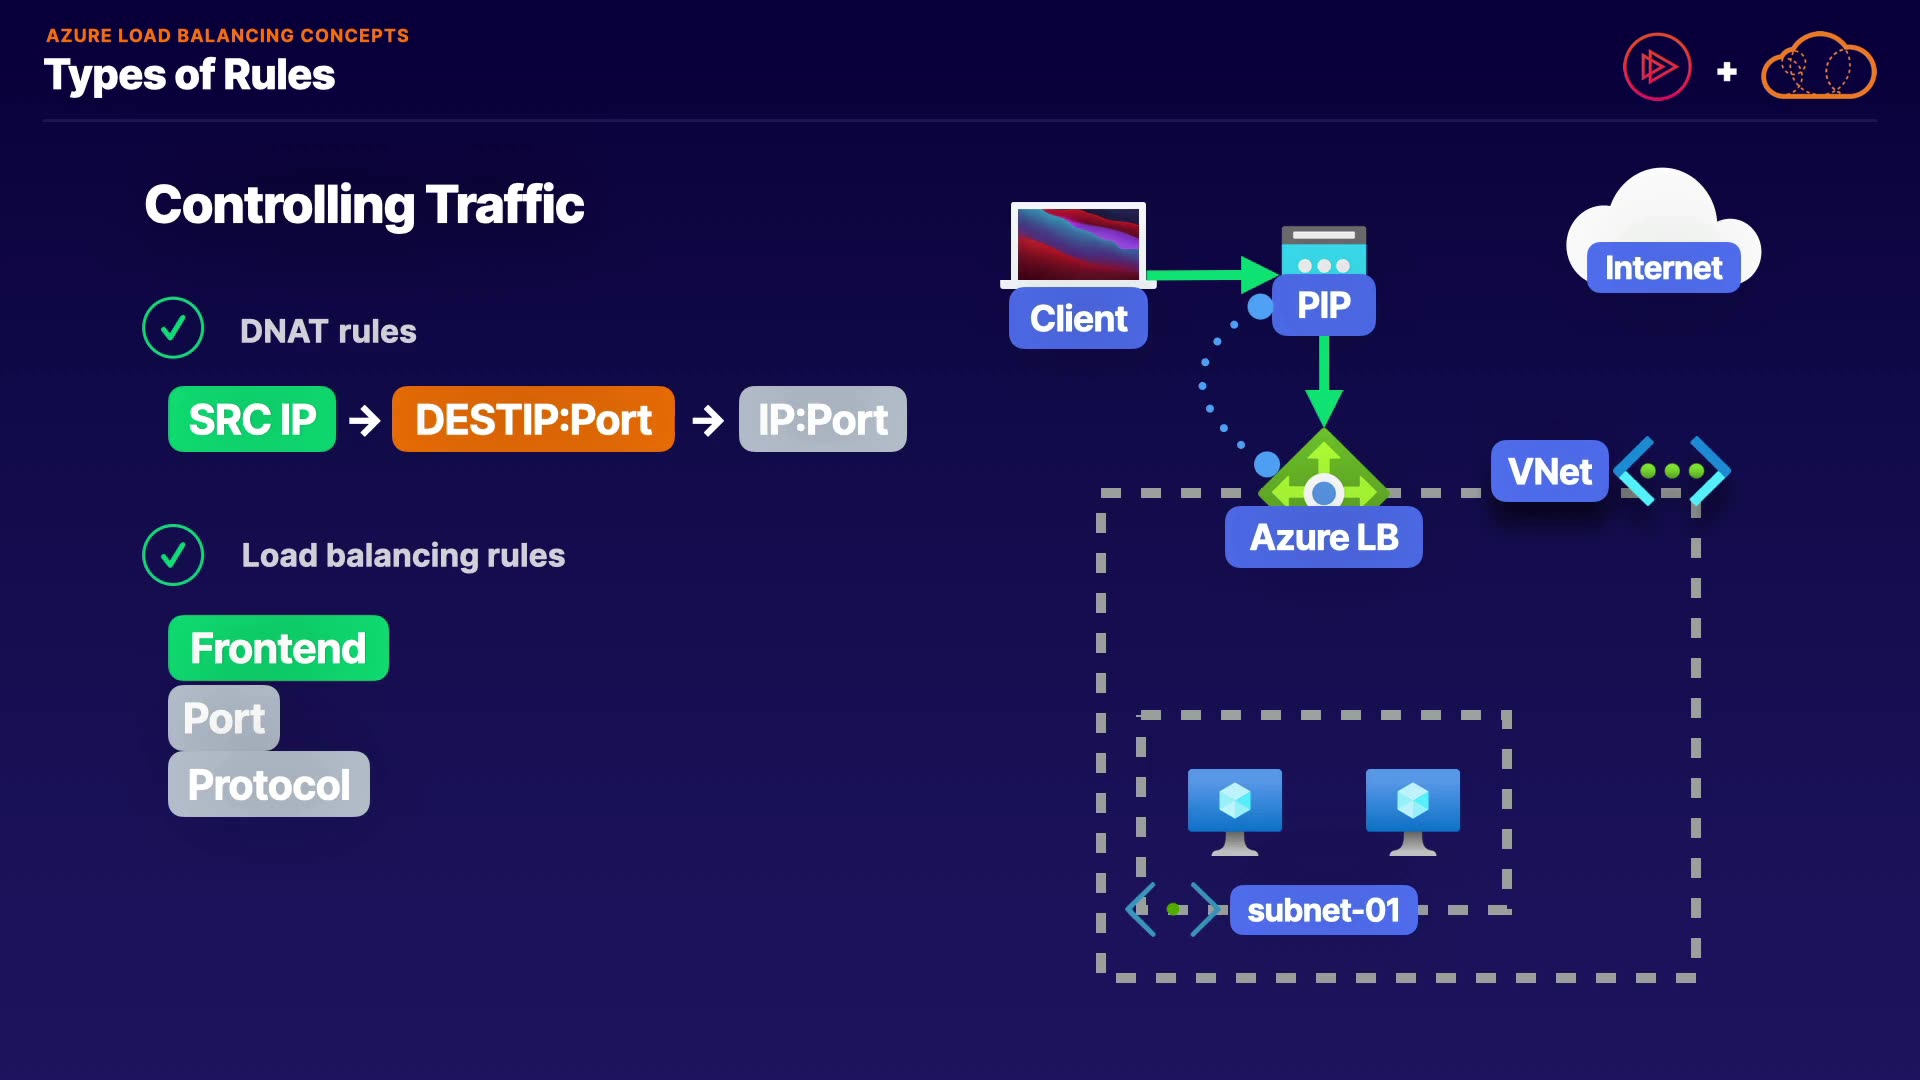 AZURE LOAD BALANCING CONCEPTS
Types of Rules
Controlling Traffic
DNAT rules
SRC IP → DESTIP:Port → IP:Port
Load balancing rules
Frontend
Port
Protocol
Client
PIP
Internet
Azure LB
VNet
subnet-01